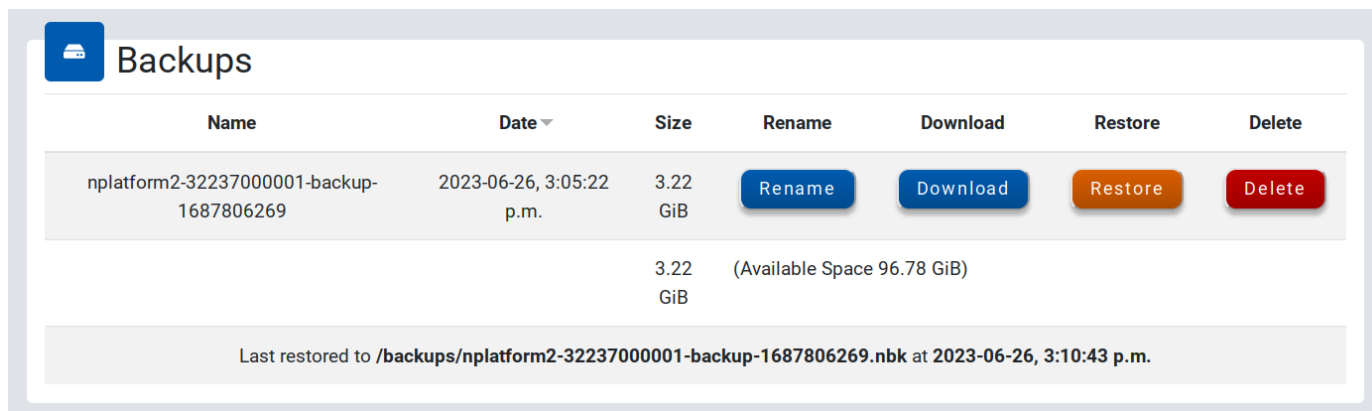 Backups
Name Date Size Rename Download Restore Delete
nplatform2-32237000001-backup- 2023-06-26, 3:05:22 3.22 Rename Download Restore Delete
1687806269 p.m. GiB
3.22 (Available Space 96.78 GiB)
GiB
Last restored to /backups/nplatform2-32237000001-backup-1687806269.nbk at 2023-06-26, 3:10:43 p.m.